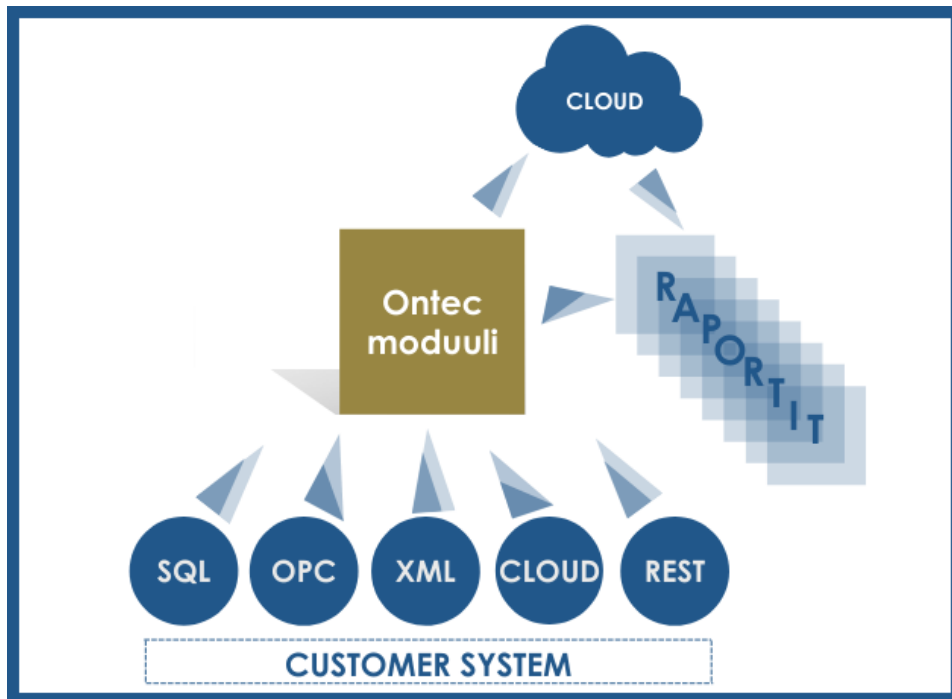 CLOUD
Ontec
moduuli
RAPORTIT
SQL
OPC
XML
CLOUD
REST
CUSTOMER SYSTEM